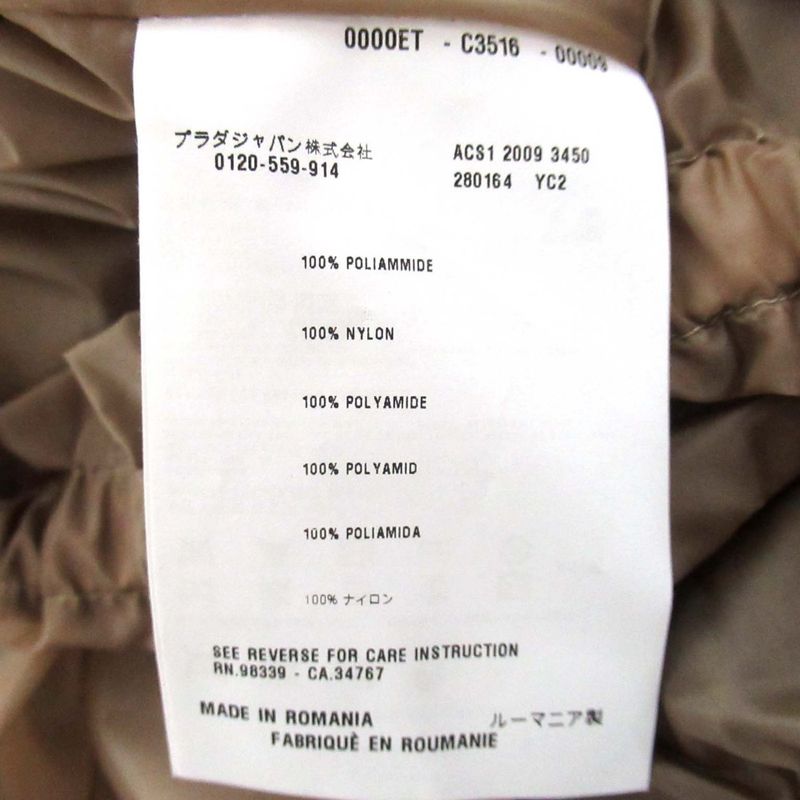 0000ET - C3516 - 00009
プラダジャパン株式会社
0120-559-914
ACS1 2009 3450
280164 YC2
100% POLIAMMIDE
100% NYLON
100% POLYAMIDE
100% POLYAMID
100% POLIAMIDA
100% ナイロン
SEE REVERSE FOR CARE INSTRUCTION
RN.98339 - CA.34767
MADE IN ROMANIA ルーマニア製
FABRIQUÈ EN ROUMANIE